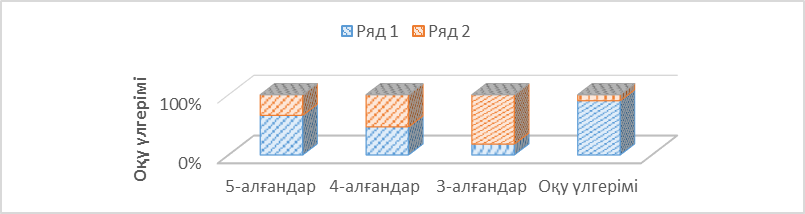 Ряд 1 Ряд 2
Оқу үлгерімі
100%
0%
5-алғандар 4-алғандар 3-алғандар Оқу үлгерімі